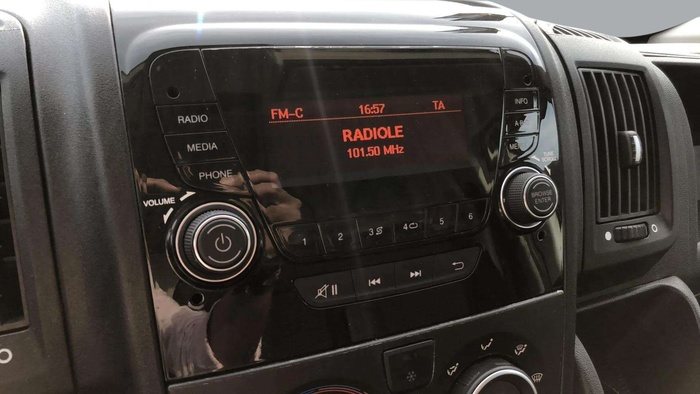 FM-C 16:57 TA
RADIOLE
101.50 MHz
RADIO
MEDIA
PHONE
VOLUME
INFO
BROWSE
ENTER
1 2 3 4 5 6